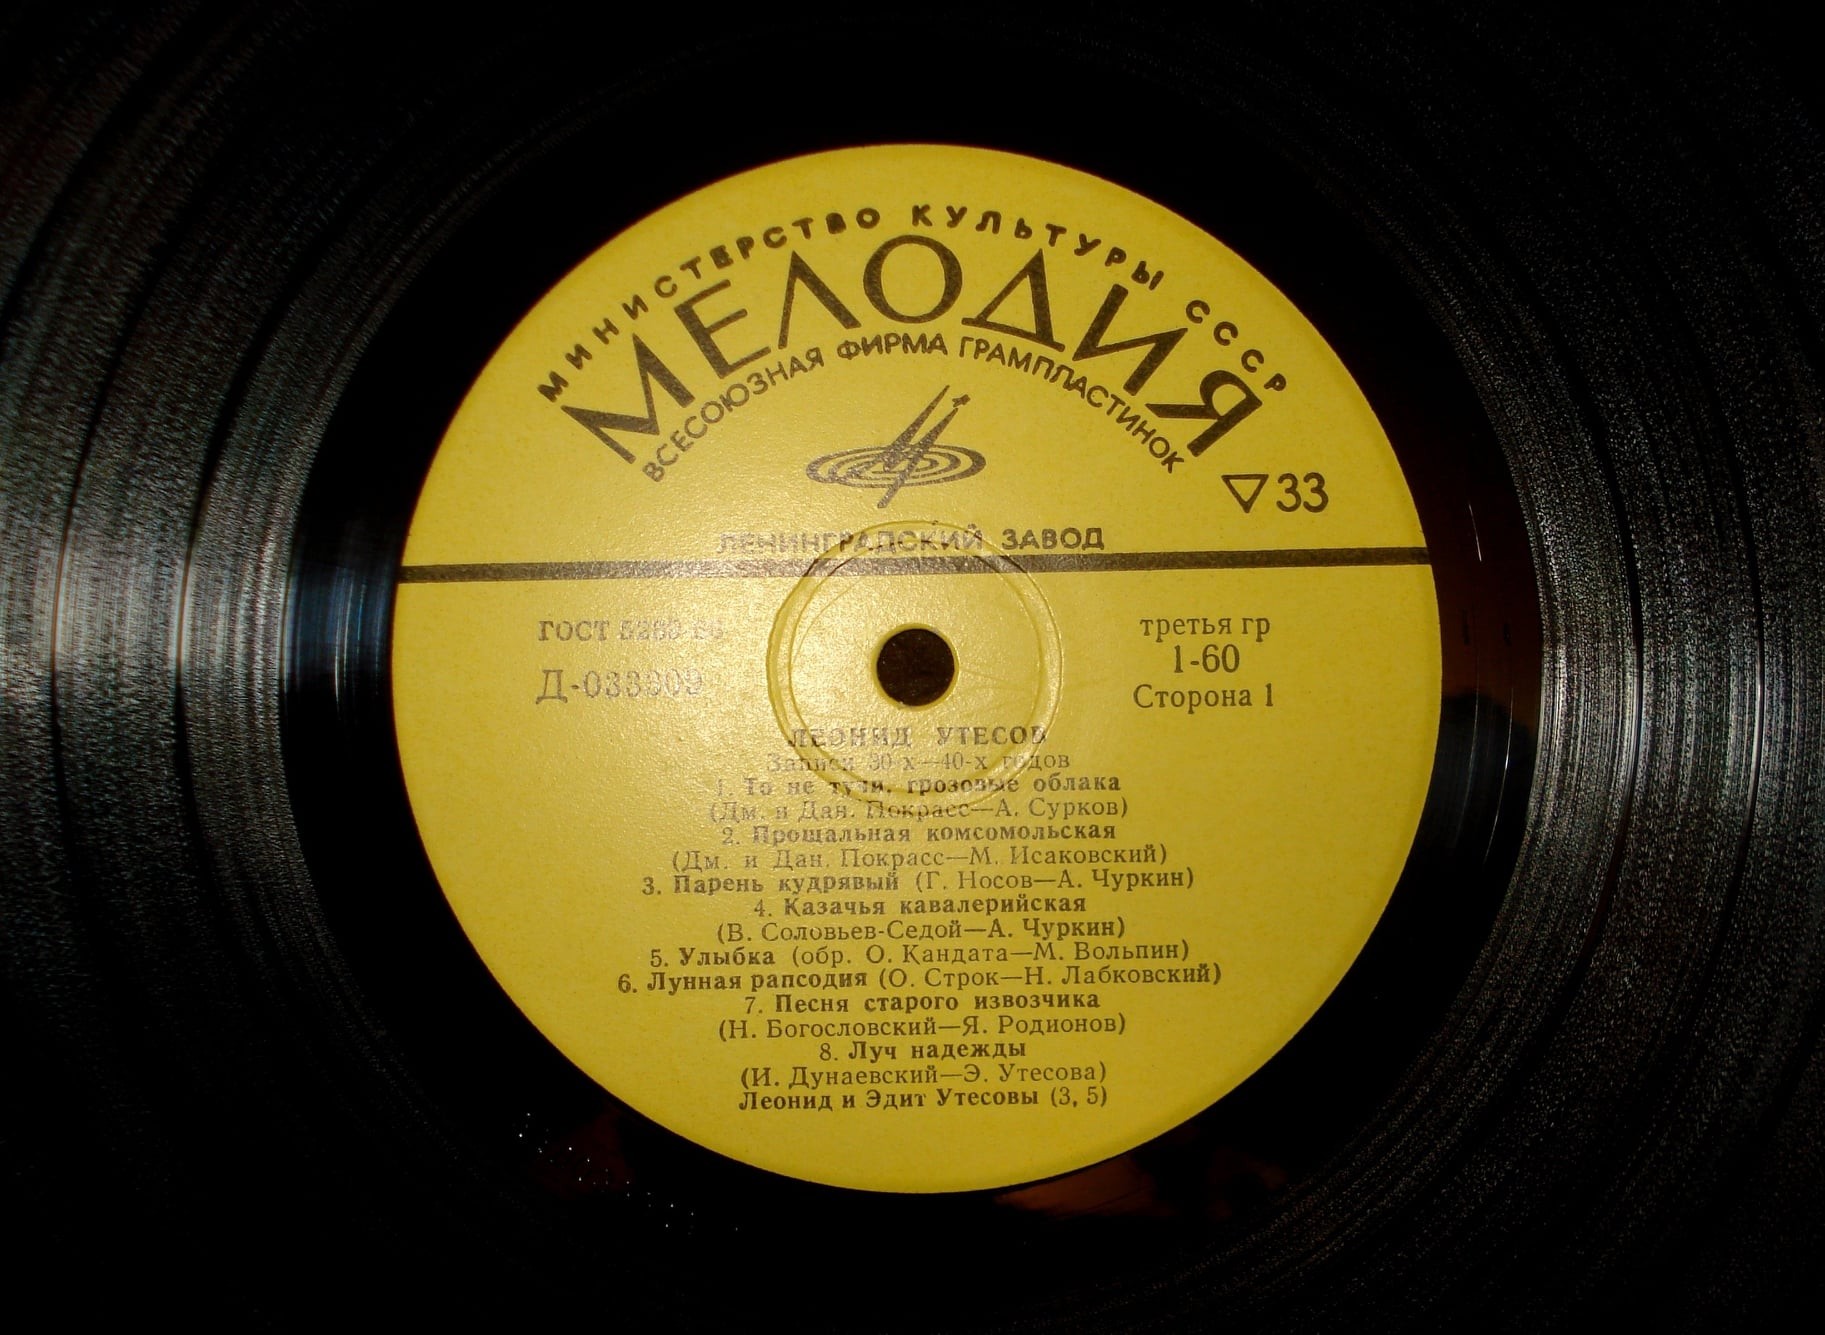 МИНИСТЕРСТВО КУЛЬТУРЫ СССР
МЕЛОДИЯ
ВСЕСОЮЗНАЯ ФИРМА ГРАМПЛАСТИНОК
33
ЛЕНИНГРАДСКИЙ ЗАВОД
ГОСТ
третья гр
1-60
Д-033309
Сторона 1
ЛЕОНИД УТЕСОВ
Записи 30-х—40-х годов
1. То не тучи, грозовые облака
(Дм. и Дан. Покрасс—А. Сурков)
2. Прощальная комсомольская
(Дм. и Дан. Покрасс—М. Исаковский)
3. Парень кудрявый (Г. Носов—А. Чуркин)
4. Казачья кавалерийская
(В. Соловьев-Седой—А. Чуркин)
5. Улыбка (обр. О. Кандата—М. Вольпин)
6. Лунная рапсодия (О. Строк—Н. Лабковский)
7. Песня старого извозчика
(Н. Богословский—Я. Родионов)
8. Луч надежды
(И. Дунаевский—Э. Утесова)
Леонид и Эдит Утесовы (3, 5)